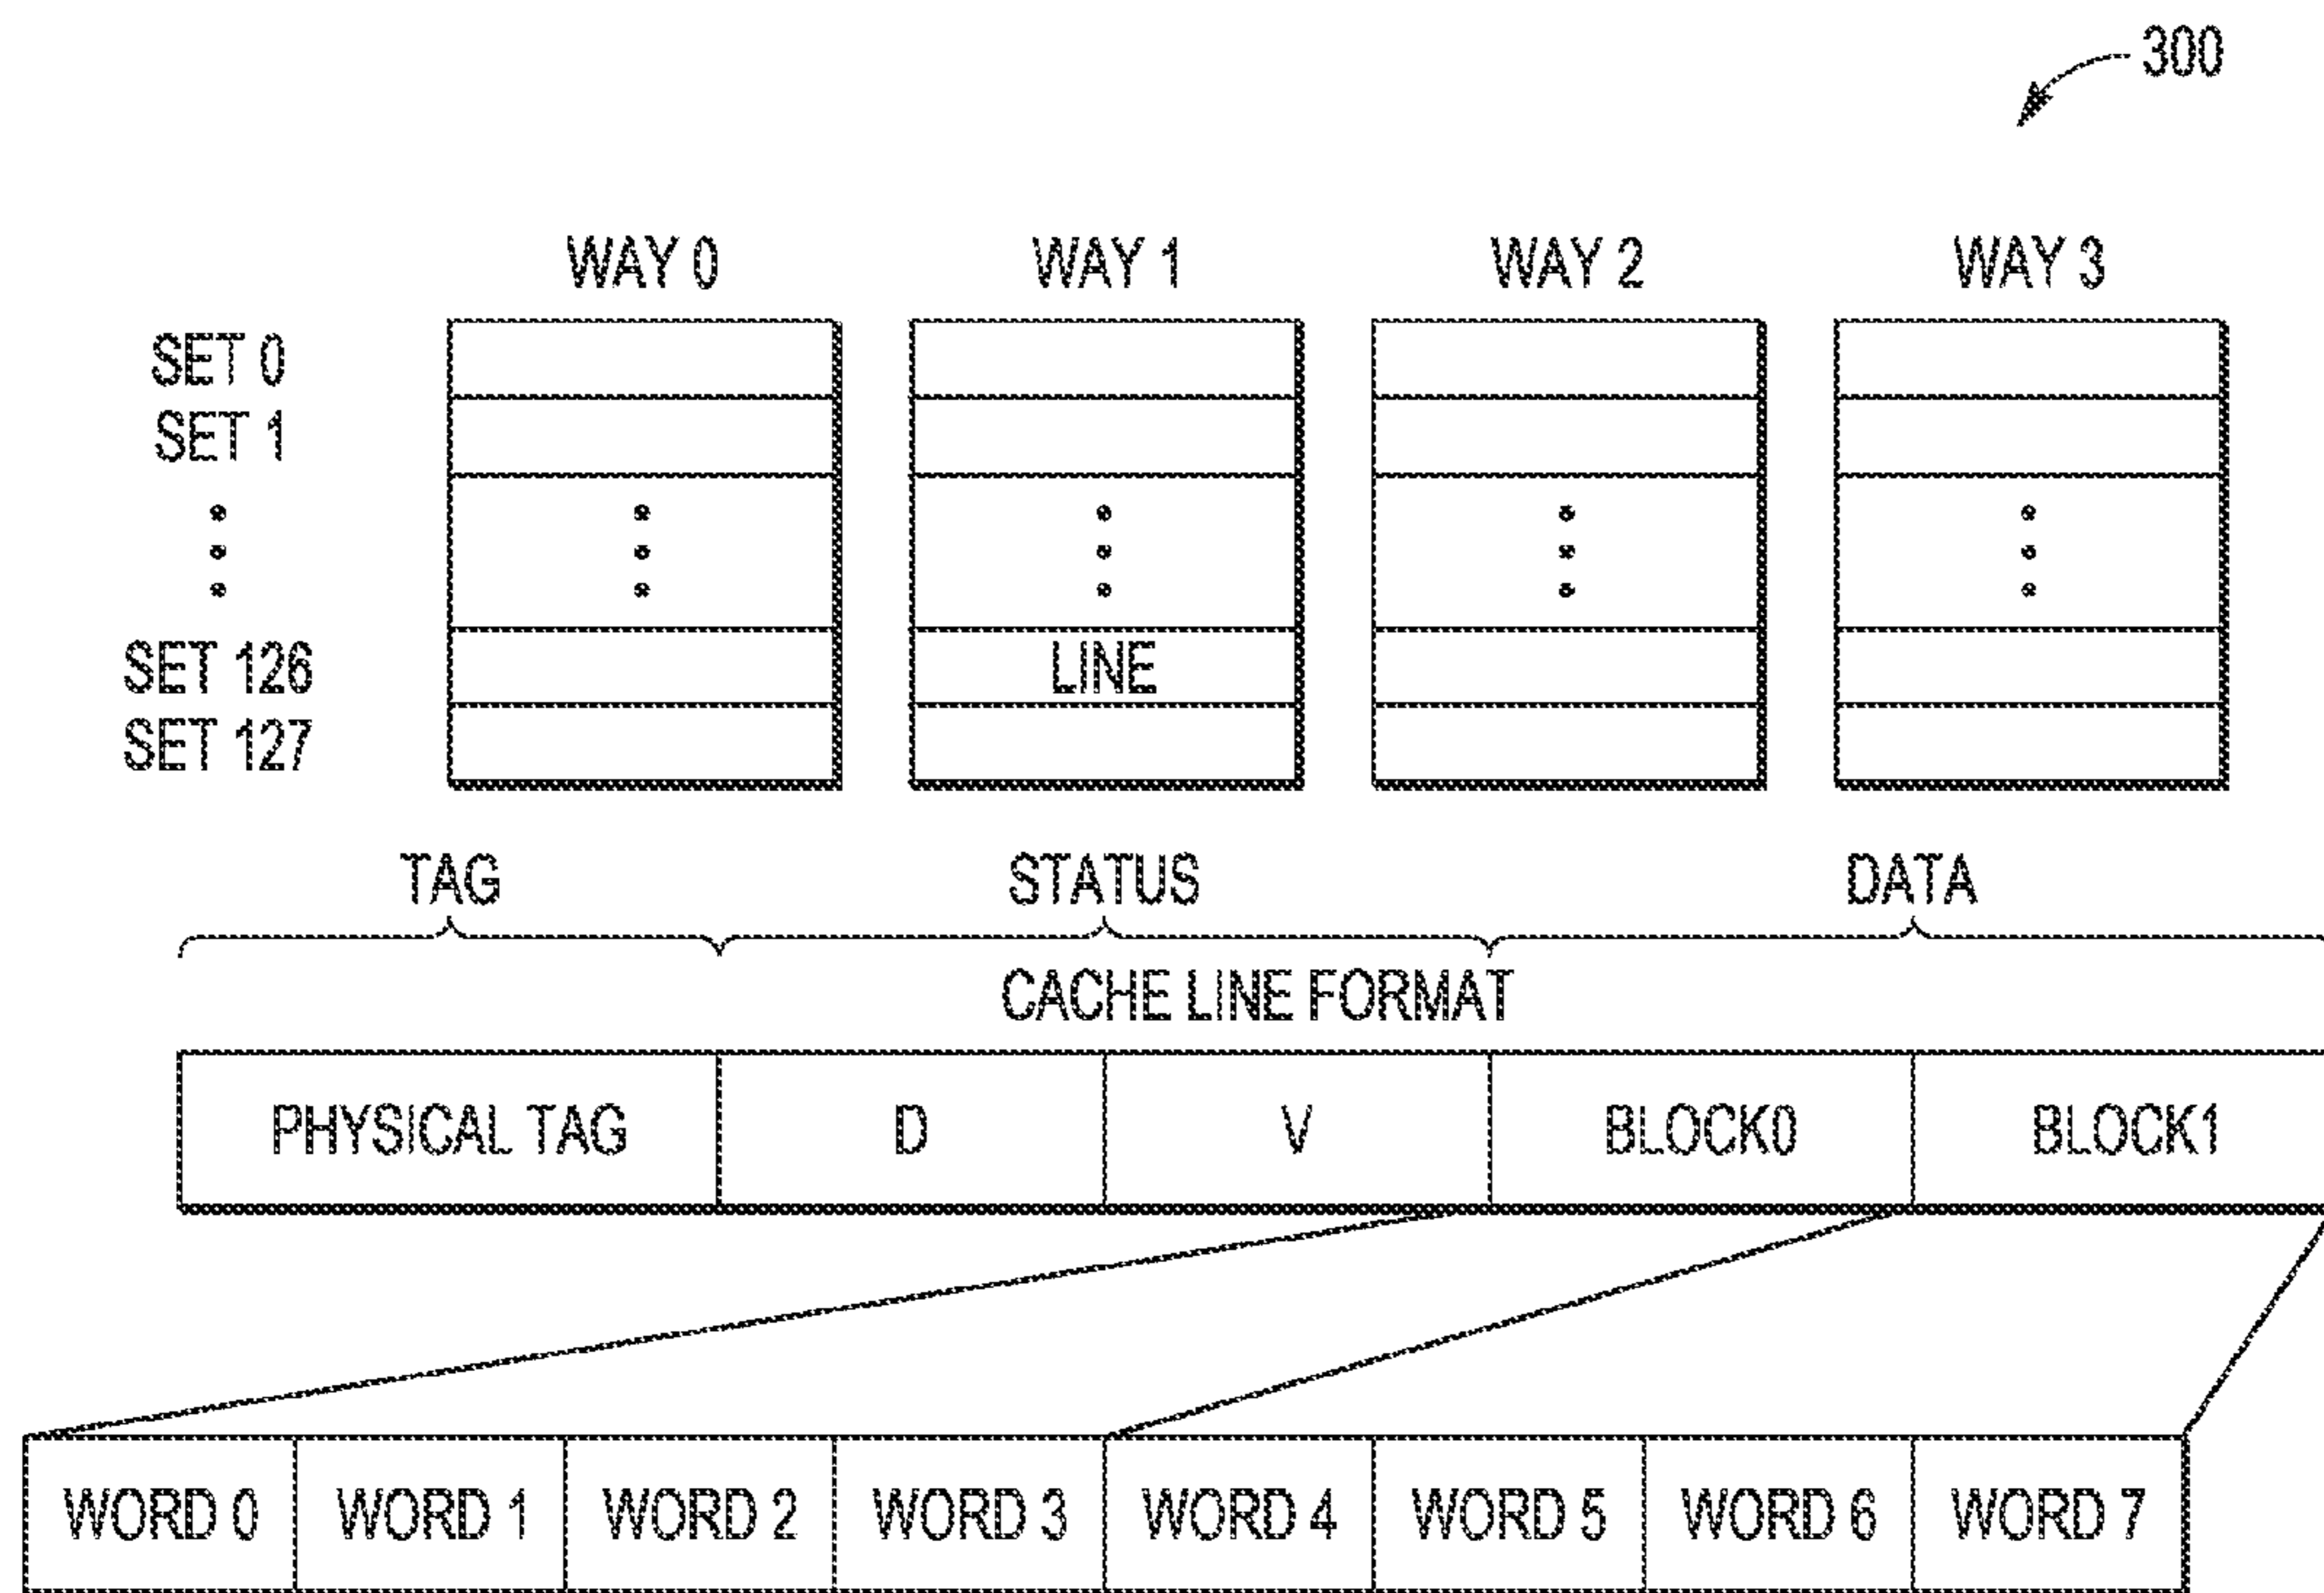 300
WAY 0 WAY 1 WAY 2 WAY 3
SET 0
SET 1
SET 126 LINE
SET 127
TAG STATUS DATA
CACHE LINE FORMAT
PHYSICAL TAG D V BLOCK0 BLOCK1
WORD 0 WORD 1 WORD 2 WORD 3 WORD 4 WORD 5 WORD 6 WORD 7